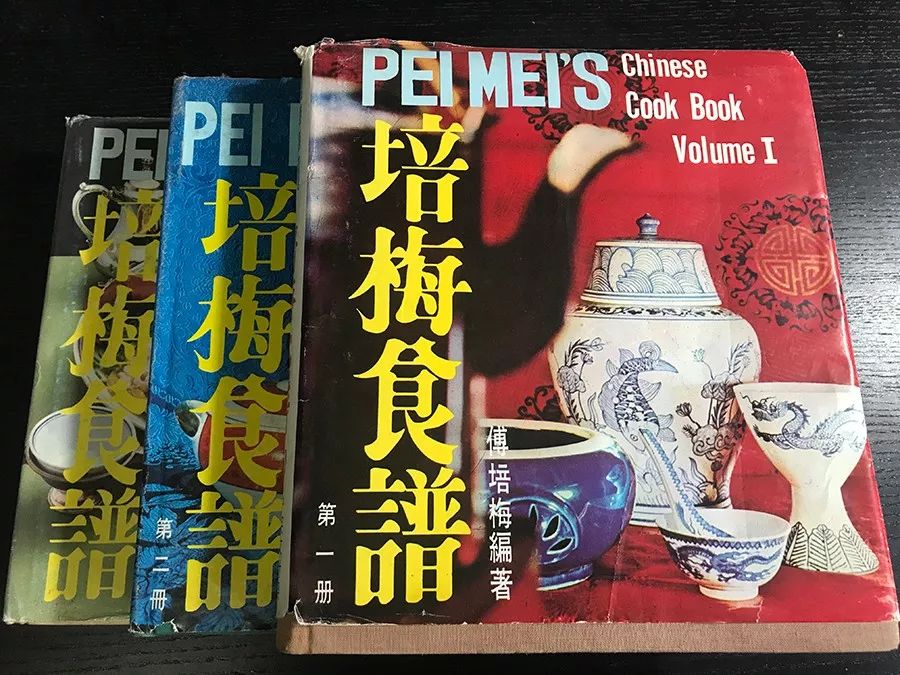 PEI
培梅食譜
PEI
培梅食譜
第二冊
PEI MEI'S
Chinese
Cook Book
Volume I
培梅食譜
傅培梅編著
第一册